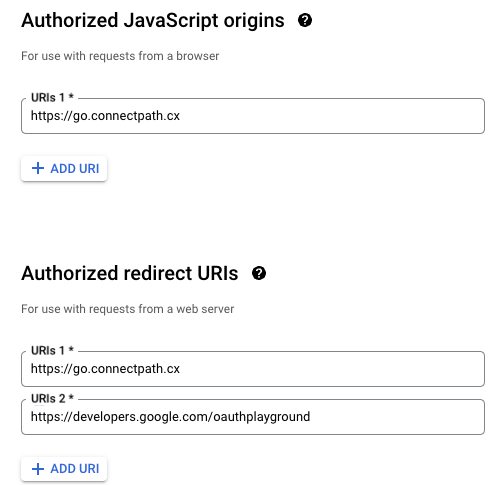 Authorized JavaScript origins
For use with requests from a browser
URIs 1 *
https://go.connectpath.cx
+ ADD URI
Authorized redirect URIs
For use with requests from a web server
URIs 1 *
https://go.connectpath.cx
URIs 2 *
https://developers.google.com/oauthplayground
+ ADD URI